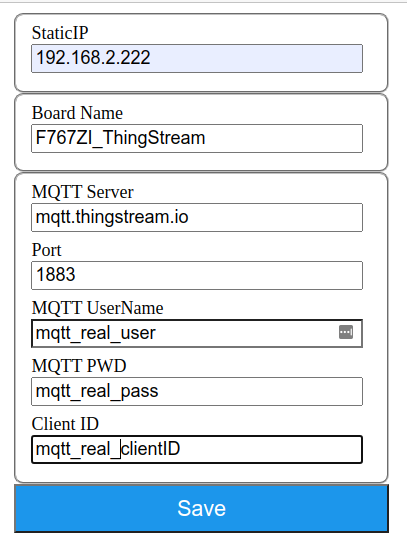 StaticIP
192.168.2.222
Board Name
F767ZI_ThingStream
MQTT Server
mqtt.thingstream.io
Port
1883
MQTT UserName
mqtt_real_user
MQTT PWD
mqtt_real_pass
Client ID
mqtt_real_clientID
Save